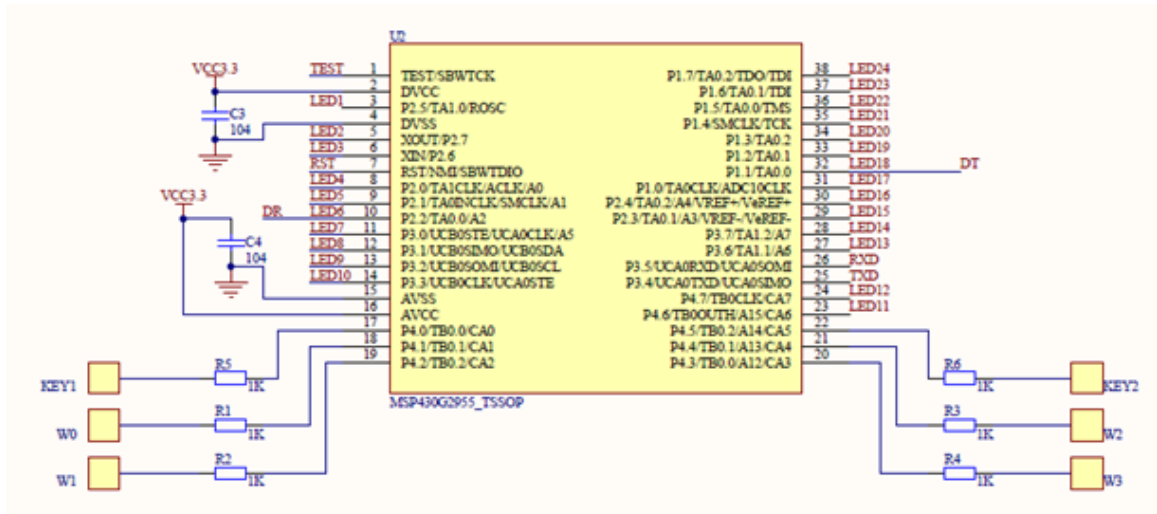 U2
VCC3.3
C3
104
VCC3.3
C4
104
TEST 1 TEST/SBWTCK
2 DVCC
LED1 3 P2.5/TA1.0/ROSC
4 DVSS
LED2 5 XOUT/P2.7
LED3 6 XIN/P2.6
RST 7 RST/NMI/SBWTDIO
LED4 8 P2.0/TA1CLK/ACLK/A0
LED5 9 P2.1/TA0INCLK/SMCLK/A1
DR LED6 10 P2.2/TA0.0/A2
LED7 11 P3.0/UCB0STE/UCA0CLK/A5
LED8 12 P3.1/UCB0SIMO/UCB0SDA
LED9 13 P3.2/UCB0SOMI/UCB0SCL
LED10 14 P3.3/UCB0CLK/UCA0STE
15 AVSS
16 AVCC
17 P4.0/TB0.0/CA0
18 P4.1/TB0.1/CA1
19 P4.2/TB0.2/CA2
P1.7/TA0.2/TDO/TDI 38 LED24
P1.6/TA0.1/TDI 37 LED23
P1.5/TA0.0/TMS 36 LED22
P1.4/SMCLK/TCK 35 LED21
P1.3/TA0.2 34 LED20
P1.2/TA0.1 33 LED19
P1.1/TA0.0 32 LED18 DT
P1.0/TA0CLK/ADC10CLK 31 LED17
P2.4/TA0.2/A4/VREF+/VeREF+ 30 LED16
P2.3/TA0.1/A3/VREF-/VeREF- 29 LED15
P3.7/TA1.2/A7 28 LED14
P3.6/TA1.1/A6 27 LED13
P3.5/UCA0RXD/UCA0SOMI 26 RXD
P3.4/UCA0TXD/UCA0SIMO 25 TXD
P4.7/TB0CLK/CA7 24 LED12
P4.6/TB0OUTH/A15/CA6 23 LED11
P4.5/TB0.2/A14/CA5 22
P4.4/TB0.1/A13/CA4 21
P4.3/TB0.0/A12/CA3 20
MSP430G2955_TSSOP
KEY1 R5 1K
W0 R1 1K
W1 R2 1K
R6 1K KEY2
R3 1K W2
R4 1K W3